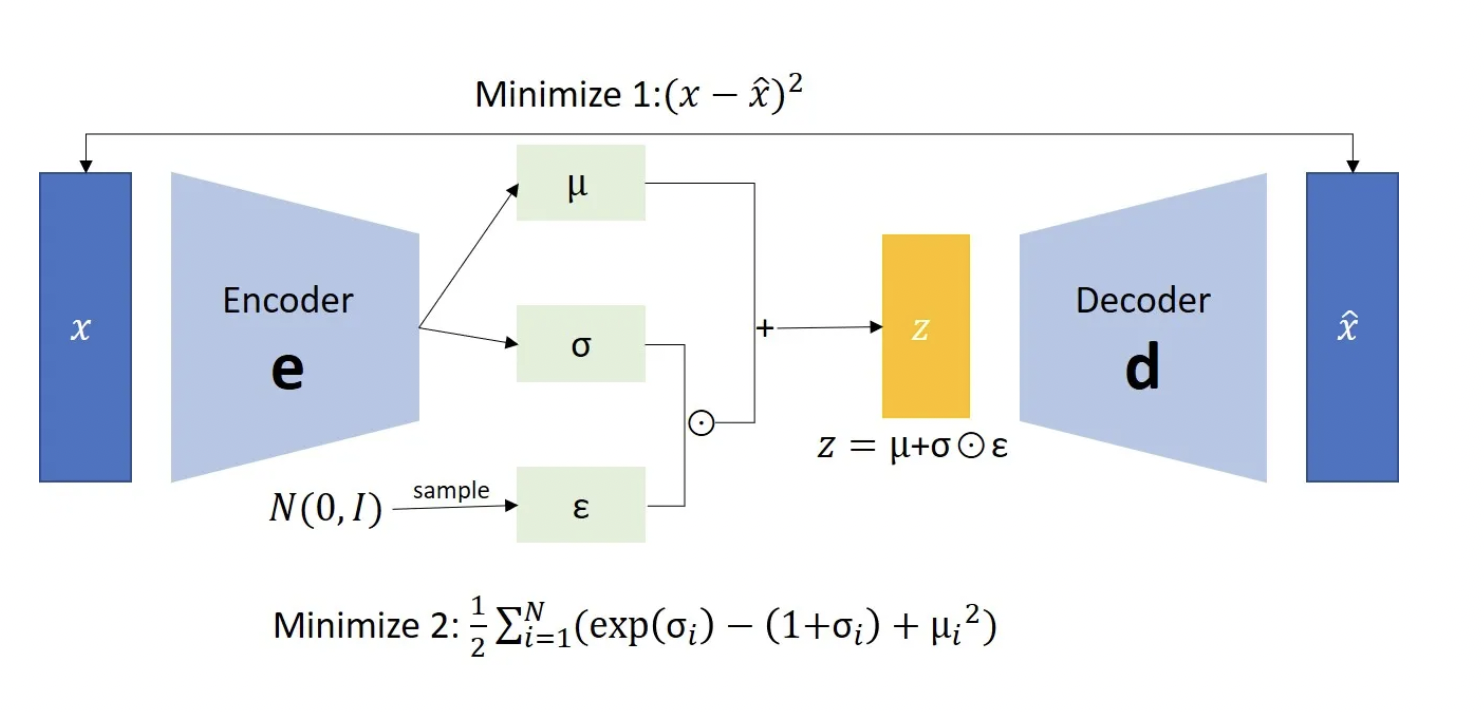 Minimize 1:(x − x̂)²
μ
x
Encoder
e
σ
+
z
Decoder
d
x̂
⊙
z = μ+σ⊙ε
N(0, I)
sample
ε
Minimize 2: ½ ∑ᵢ₌₁ᴺ(exp(σᵢ) − (1+σᵢ) + μᵢ²)